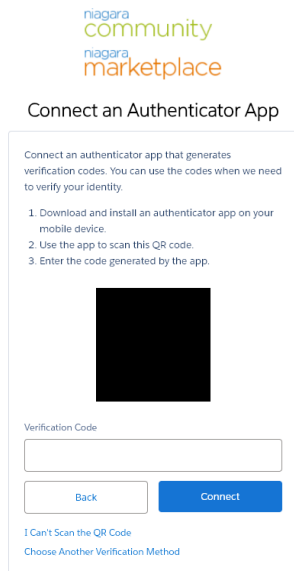 niagara
community
niagara
marketplace
Connect an Authenticator App
Connect an authenticator app that generates
verification codes. You can use the codes when we need
to verify your identity.
1. Download and install an authenticator app on your
mobile device.
2. Use the app to scan this QR code.
3. Enter the code generated by the app.
Verification Code
Back
Connect
I Can't Scan the QR Code
Choose Another Verification Method